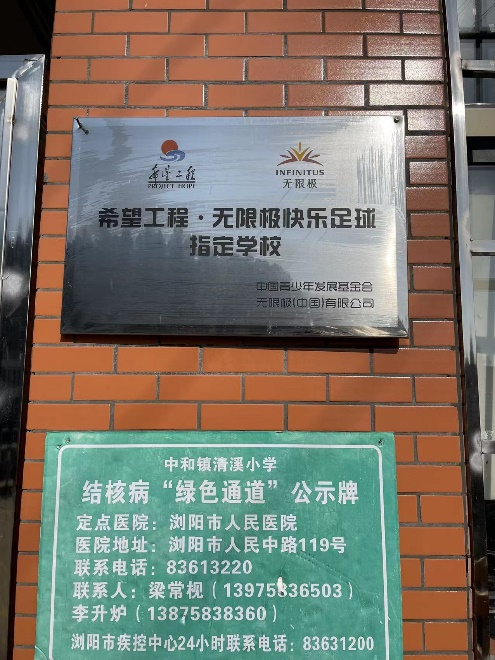 希望工程
PROJECT HOPE
INFINITUS
无限极
希望工程·无限极快乐足球
指定学校
中国青少年发展基金会
无限极(中国)有限公司
中和镇清溪小学
结核病“绿色通道”公示牌
定点医院：浏阳市人民医院
医院地址：浏阳市人民中路119号
联系电话：83613220
联系人：梁常枧（13975836503）
李升炉（13875838360）
浏阳市疾控中心24小时联系电话：83631200